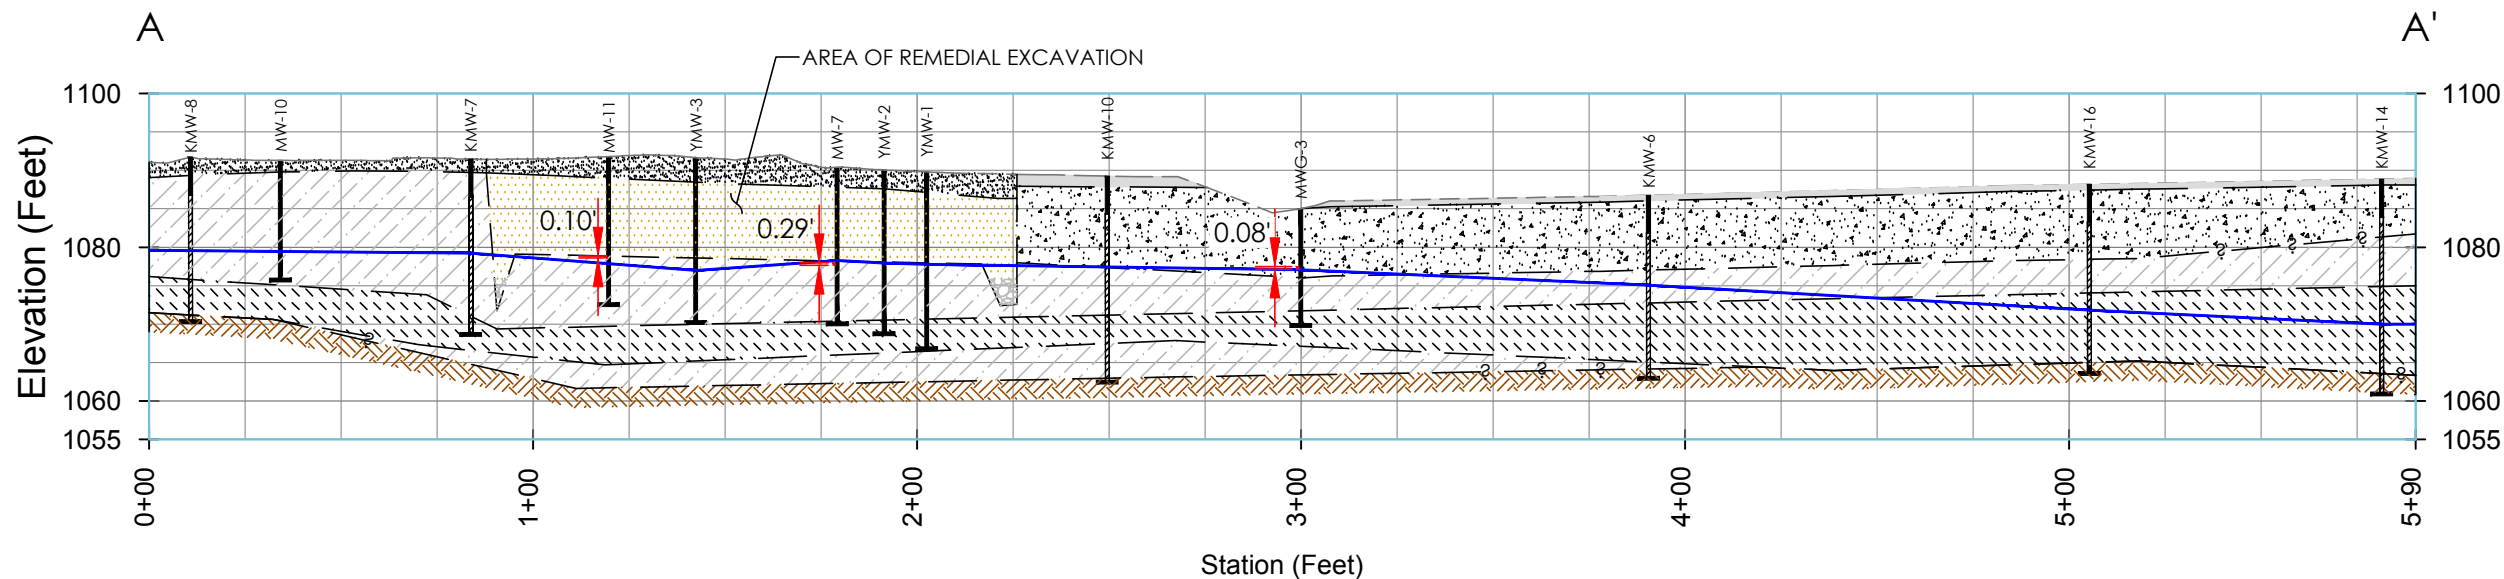 A
A'
AREA OF REMEDIAL EXCAVATION
Elevation (Feet)
1100
1080
1060
1055
KMW-8
MW-10
KMW-7
MW-11
YMW-3
MW-7
YMW-2
YMW-1
KMW-10
MWG-3
KMW-6
KMW-16
KMW-14
0.10'
0.29'
0.08'
?
?
?
?
?
?
?
?
?
1100
1080
1060
1055
0+00
1+00
2+00
3+00
4+00
5+00
5+90
Station (Feet)